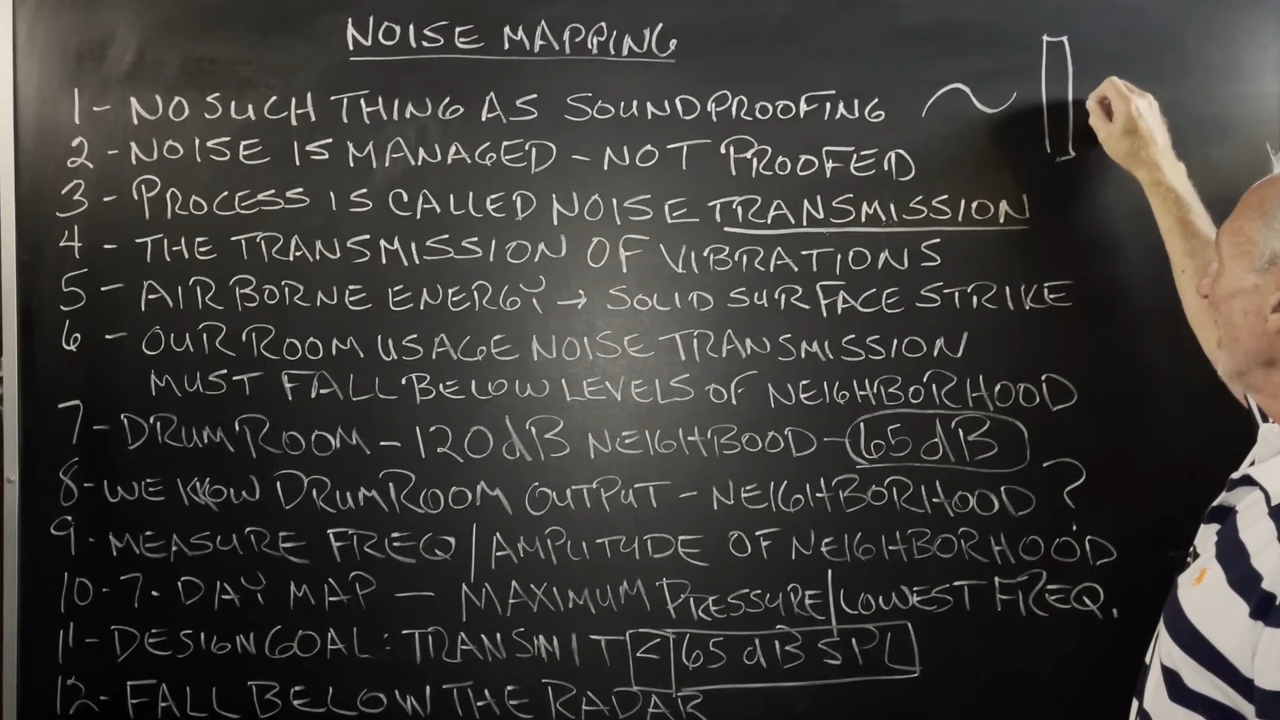 NOISE MAPPING
1 - NO SUCH THING AS SOUNDPROOFING
2 - NOISE IS MANAGED - NOT PROOFED
3 - PROCESS IS CALLED NOISE TRANSMISSION
4 - THE TRANSMISSION OF VIBRATIONS
5 - AIR BORNE ENERGY → SOLID SURFACE STRIKE
6 - OUR ROOM USAGE NOISE TRANSMISSION
MUST FALL BELOW LEVELS OF NEIGHBORHOOD
7 - DRUM ROOM - 120 dB NEIGHBOOD - 65 dB
8 - WE KNOW DRUM ROOM OUTPUT - NEIGHBORHOOD ?
9 - MEASURE FREQ | AMPLITUDE OF NEIGHBORHOOD
10 - 7 - DAY MAP - MAXIMUM PRESSURE | LOWEST FREQ.
11 - DESIGN GOAL : TRANSMIT < 65 dB SPL
12 - FALL BELOW THE RADAR